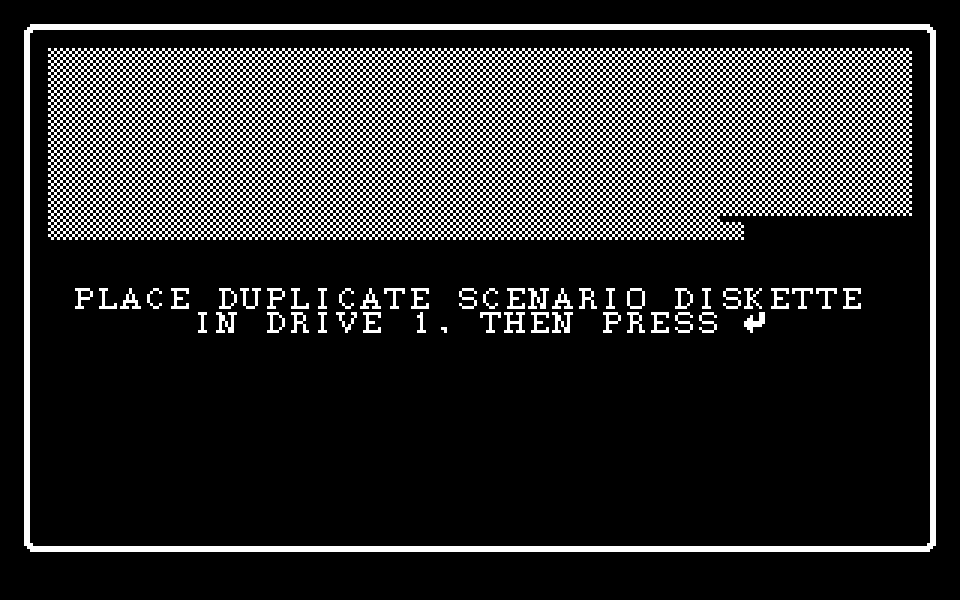 PLACE DUPLICATE SCENARIO DISKETTE
IN DRIVE 1, THEN PRESS ↵